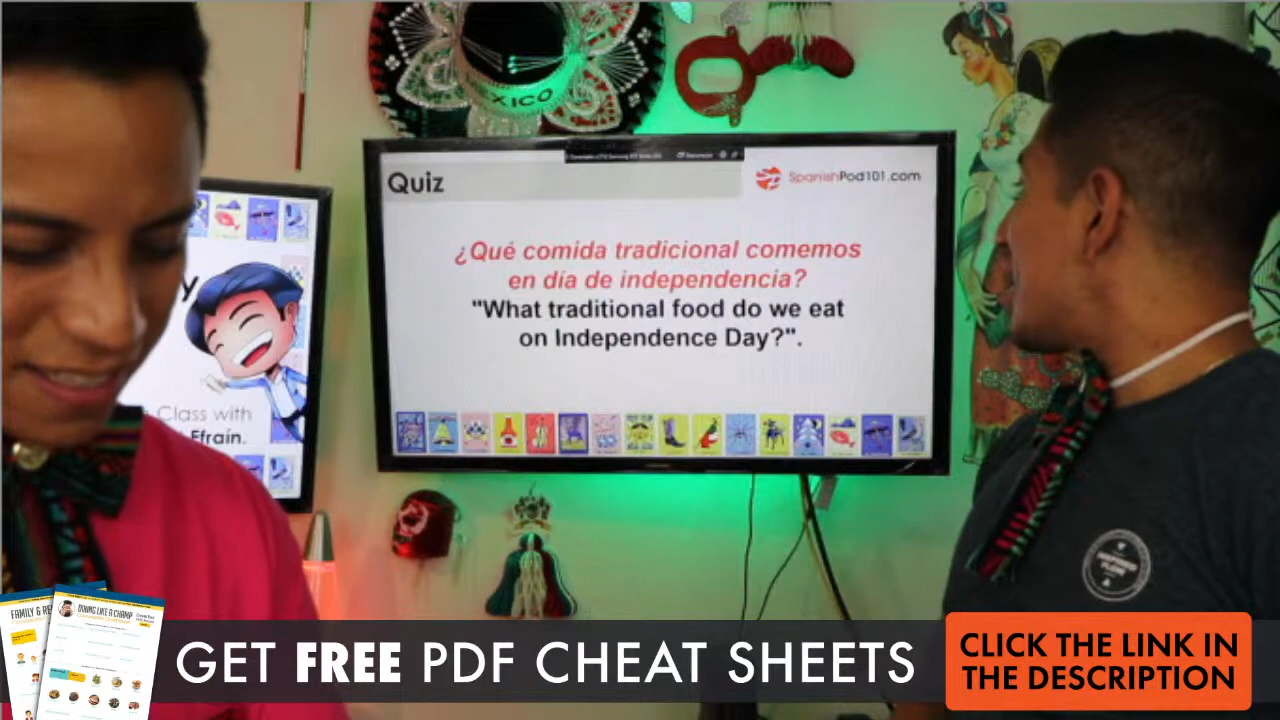 XICO
Quiz
SpanishPod101.com
¿Qué comida tradicional comemos
en día de independencia?
"What traditional food do we eat
on Independence Day?".
y
Class with
Efraín.
FAMILY & RE
DINING LIKE A CHAMP
GET FREE PDF CHEAT SHEETS
CLICK THE LINK IN
THE DESCRIPTION